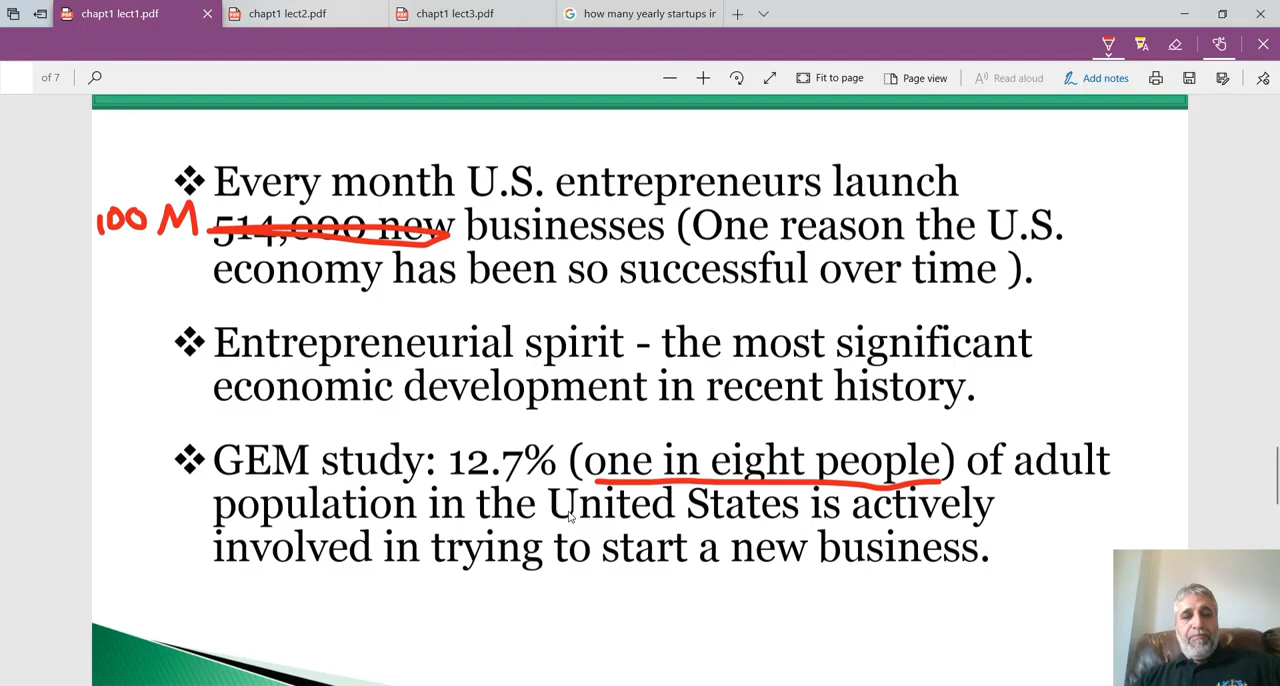 chapt1 lect1.pdf
chapt1 lect2.pdf
chapt1 lect3.pdf
how many yearly startups ir
of 7
Fit to page
Page view
Read aloud
Add notes
❖ Every month U.S. entrepreneurs launch
100 M 514,000 new businesses (One reason the U.S.
economy has been so successful over time ).
❖ Entrepreneurial spirit - the most significant
economic development in recent history.
❖ GEM study: 12.7% (one in eight people) of adult
population in the United States is actively
involved in trying to start a new business.